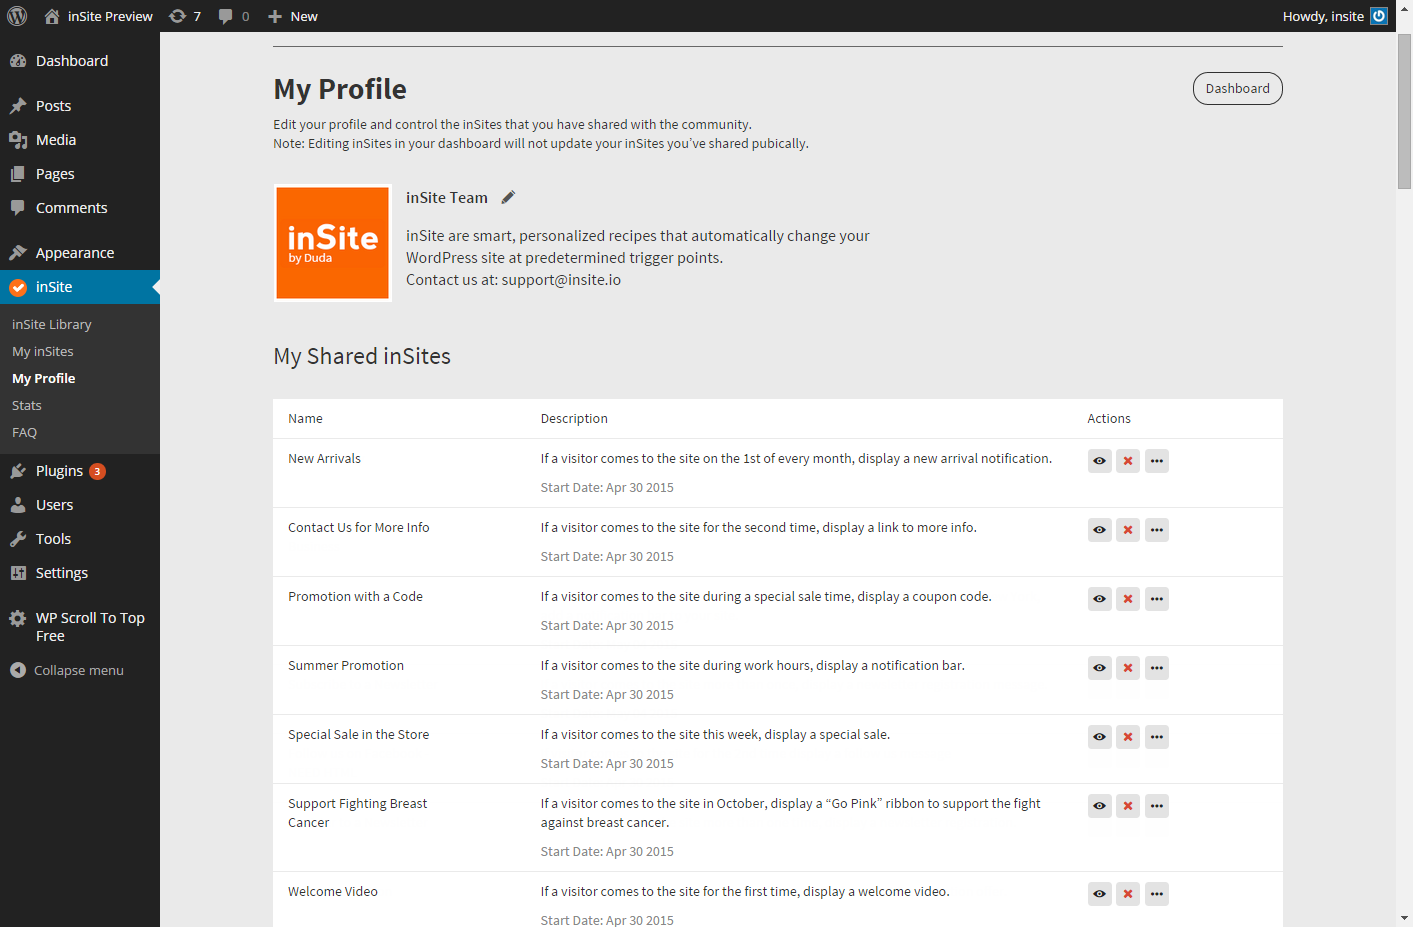 inSite Preview
7
0
New
Howdy, insite
Dashboard
Posts
Media
Pages
Comments
Appearance
inSite
inSite Library
My inSites
My Profile
Stats
FAQ
Plugins 3
Users
Tools
Settings
WP Scroll To Top
Free
Collapse menu
My Profile
Dashboard
Edit your profile and control the inSites that you have shared with the community.
Note: Editing inSites in your dashboard will not update your inSites you’ve shared pubically.
inSite
by Duda
inSite Team
inSite are smart, personalized recipes that automatically change your
WordPress site at predetermined trigger points.
Contact us at: support@insite.io
My Shared inSites
Name Description Actions
New Arrivals If a visitor comes to the site on the 1st of every month, display a new arrival notification.
Start Date: Apr 30 2015
Contact Us for More Info If a visitor comes to the site for the second time, display a link to more info.
Start Date: Apr 30 2015
Promotion with a Code If a visitor comes to the site during a special sale time, display a coupon code.
Start Date: Apr 30 2015
Summer Promotion If a visitor comes to the site during work hours, display a notification bar.
Start Date: Apr 30 2015
Special Sale in the Store If a visitor comes to the site this week, display a special sale.
Start Date: Apr 30 2015
Support Fighting Breast If a visitor comes to the site in October, display a “Go Pink” ribbon to support the fight
Cancer against breast cancer.
Start Date: Apr 30 2015
Welcome Video If a visitor comes to the site for the first time, display a welcome video.
Start Date: Apr 30 2015